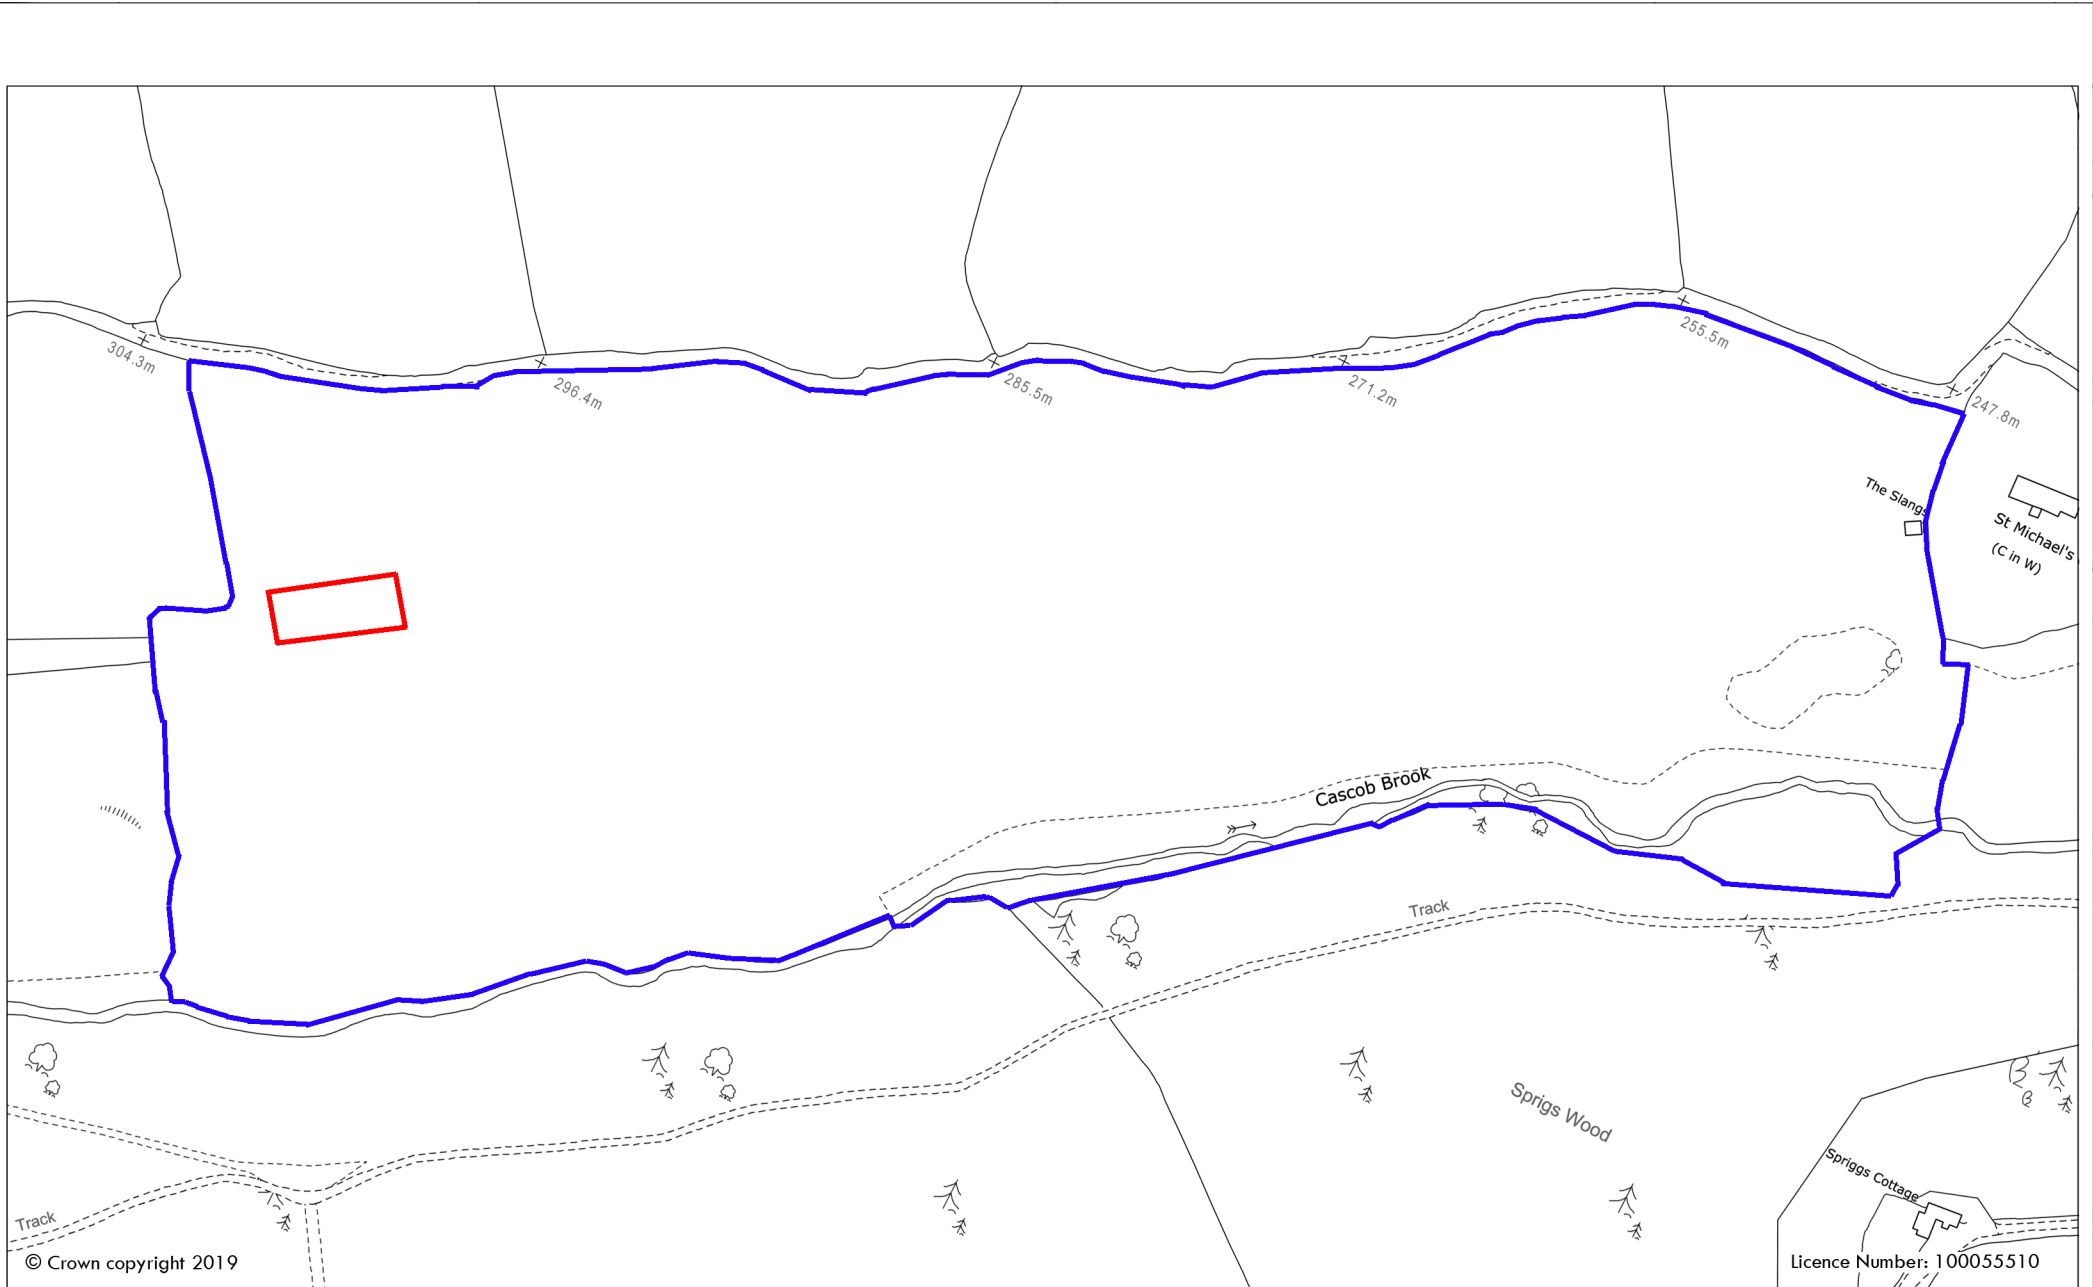 304.3m
296.4m
285.5m
271.2m
255.5m
247.8m
The Slangs
St Michael's
(C in W)
Cascob Brook
Track
Sprigs Wood
Spriggs Cottage
Track
© Crown copyright 2019
Licence Number: 100055510